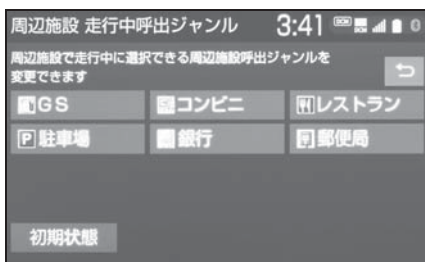 周辺施設 走行中呼出ジャンル 3:41
周辺施設で走行中に選択できる周辺施設呼出ジャンルを
変更できます
GS コンビニ レストラン
P 駐車場 銀行 郵便局
初期状態